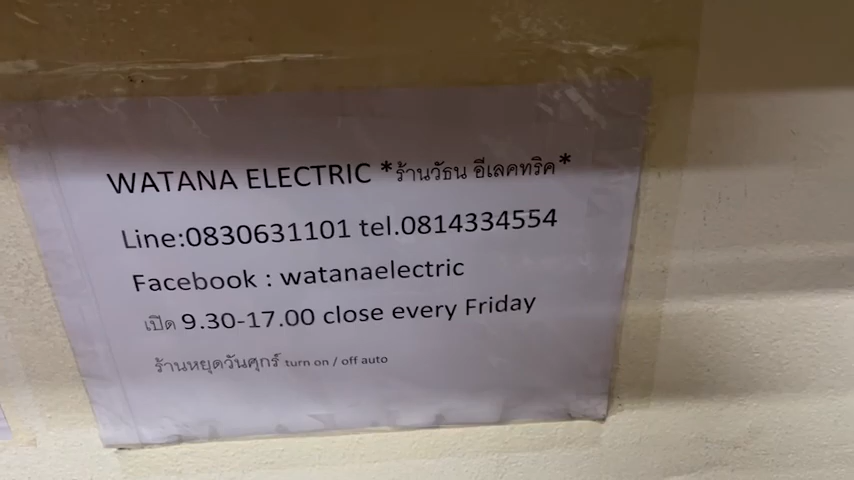 WATANA ELECTRIC *ร้านวัธน อีเลคทริค*
Line:0830631101 tel.0814334554
Facebook : watanaelectric
เปิด 9.30-17.00 close every Friday
ร้านหยุดวันศุกร์ turn on / off auto